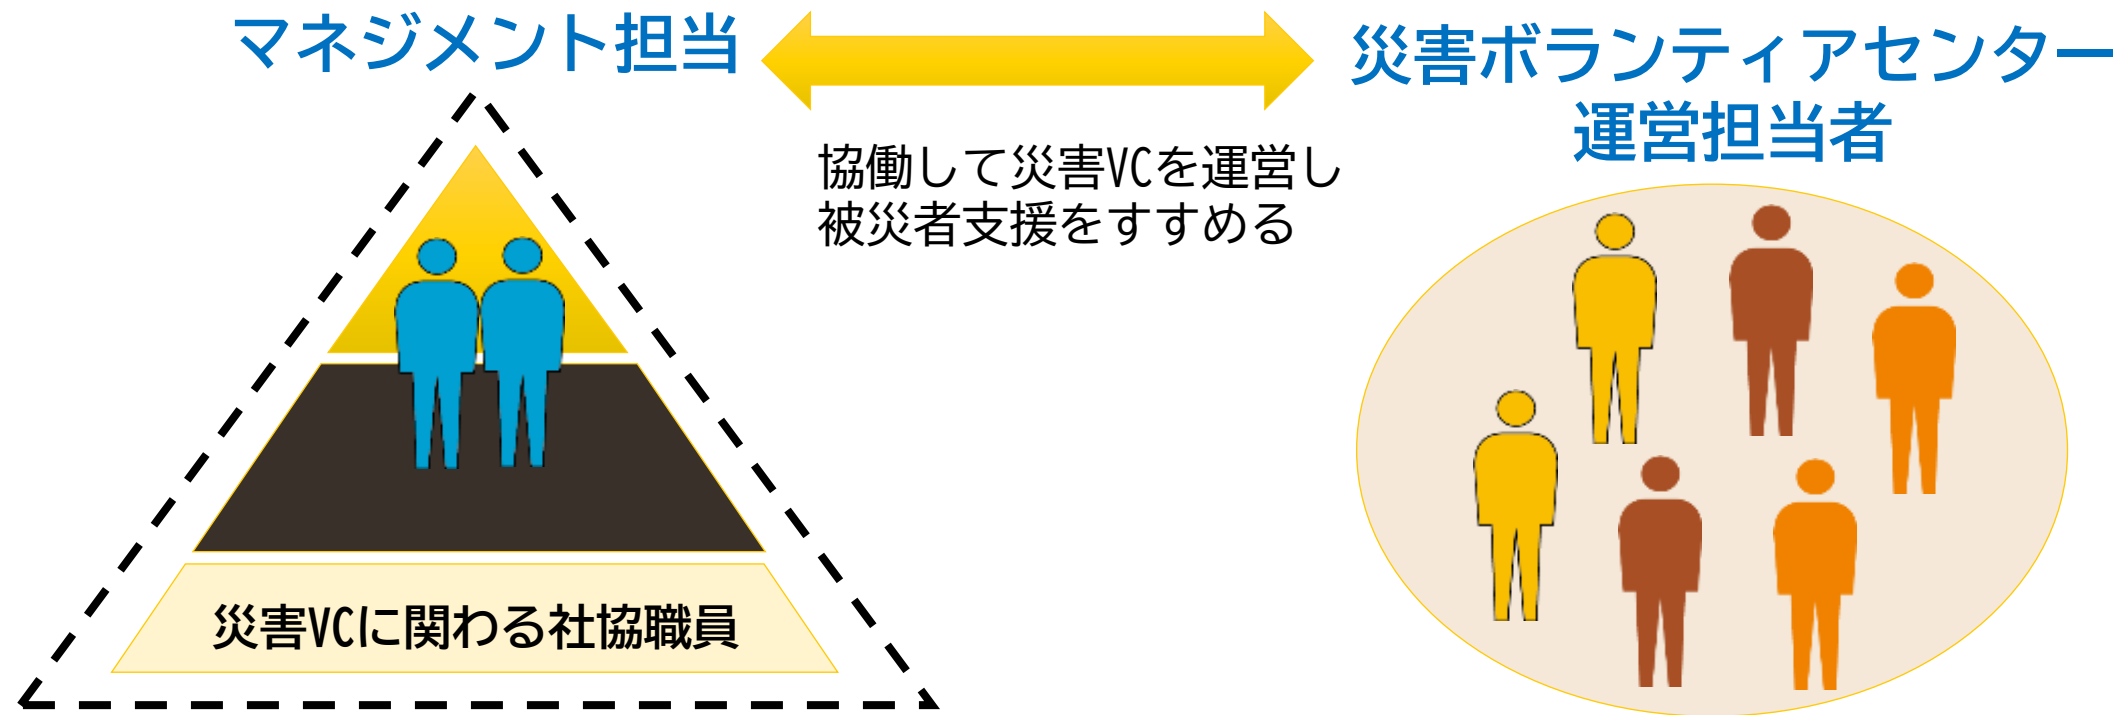 マネジメント担当
災害ボランティアセンター
運営担当者
協働して災害VCを運営し
被災者支援をすすめる
災害VCに関わる社協職員